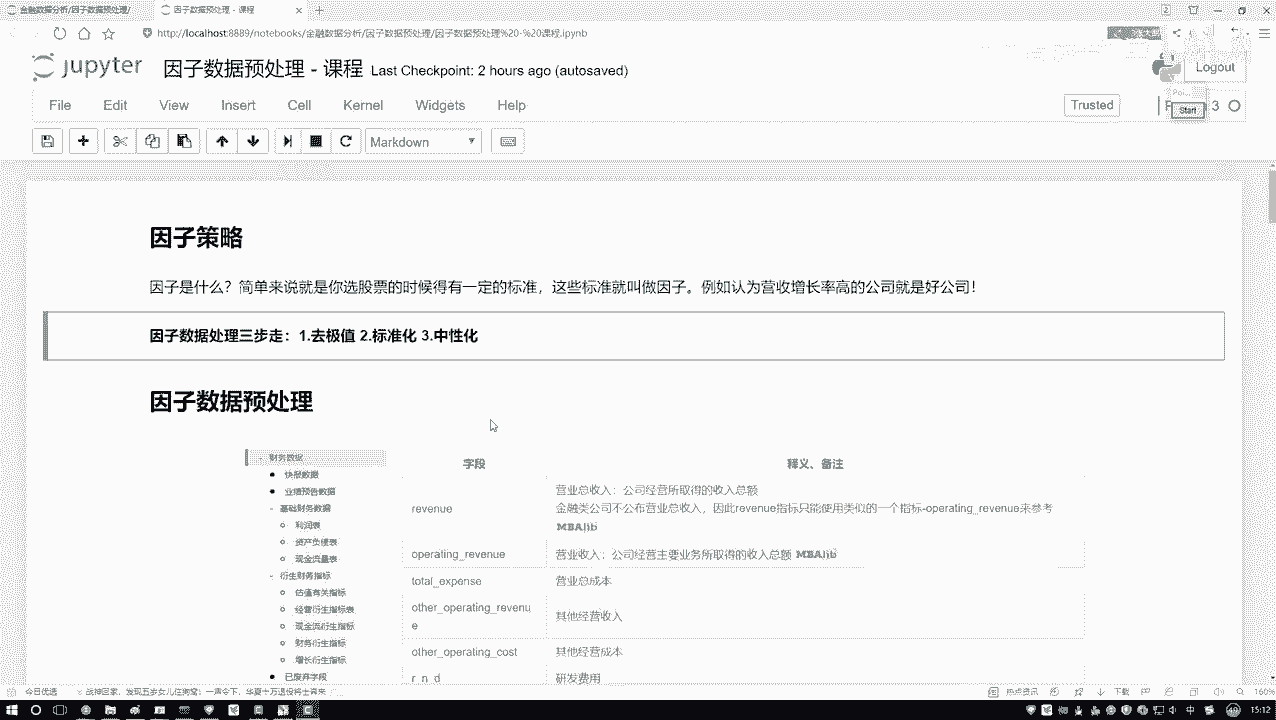 金融数据分析/因子数据预处理/
因子数据预处理 - 课程
http://localhost:8889/notebooks/金融数据分析/因子数据预处理/因子数据预处理%20-%20课程.ipynb
jupyter 因子数据预处理 - 课程 Last Checkpoint: 2 hours ago (autosaved)
Logout
File Edit View Insert Cell Kernel Widgets Help
Trusted
3
Start
Markdown
因子策略
因子是什么？简单来说就是你选股票的时候得有一定的标准，这些标准就叫做因子。例如认为营收增长率高的公司就是好公司！
因子数据处理三步走：1.去极值 2.标准化 3.中性化
因子数据预处理
财务数据
快报数据
业绩预告数据
基础财务数据
利润表
资产负债表
现金流量表
衍生财务指标
估值有关指标
经营衍生指标表
现金流衍生指标
财务衍生指标
增长衍生指标
已废弃字段
字段 释义、备注
revenue 营业总收入：公司经营所取得的收入总额
金融类公司不公布营业总收入，因此revenue指标只能使用类似的一个指标-operating_revenue来参考
MBAlib
operating_revenue 营业收入：公司经营主要业务所取得的收入总额 MBAlib
total_expense 营业总成本
other_operating_revenu
e 其他经营收入
other_operating_cost 其他经营成本
r_n_d 研发费用
今日优选
热点资讯 下载 160%
中 15:12